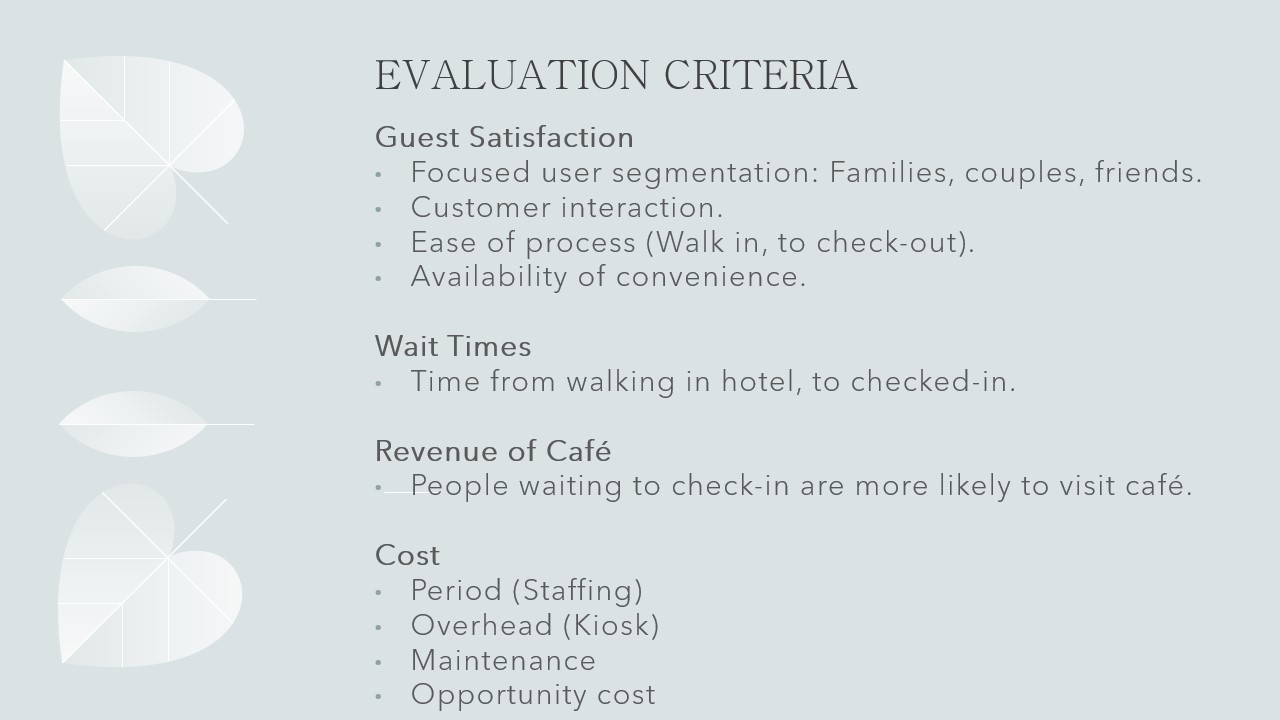 EVALUATION CRITERIA
Guest Satisfaction
• Focused user segmentation: Families, couples, friends.
• Customer interaction.
• Ease of process (Walk in, to check-out).
• Availability of convenience.
Wait Times
• Time from walking in hotel, to checked-in.
Revenue of Café
• People waiting to check-in are more likely to visit café.
Cost
• Period (Staffing)
• Overhead (Kiosk)
• Maintenance
• Opportunity cost